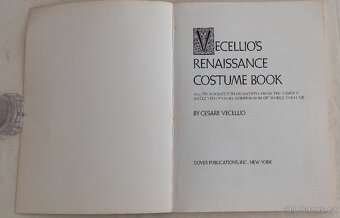 VECELLIO'S
RENAISSANCE
COSTUME BOOK
ALL 500 WOODCUT ILLUSTRATIONS FROM THE FAMOUS
SIXTEENTH-CENTURY COMPENDIUM OF WORLD COSTUME
BY CESARE VECELLIO
DOVER PUBLICATIONS, INC., NEW YORK